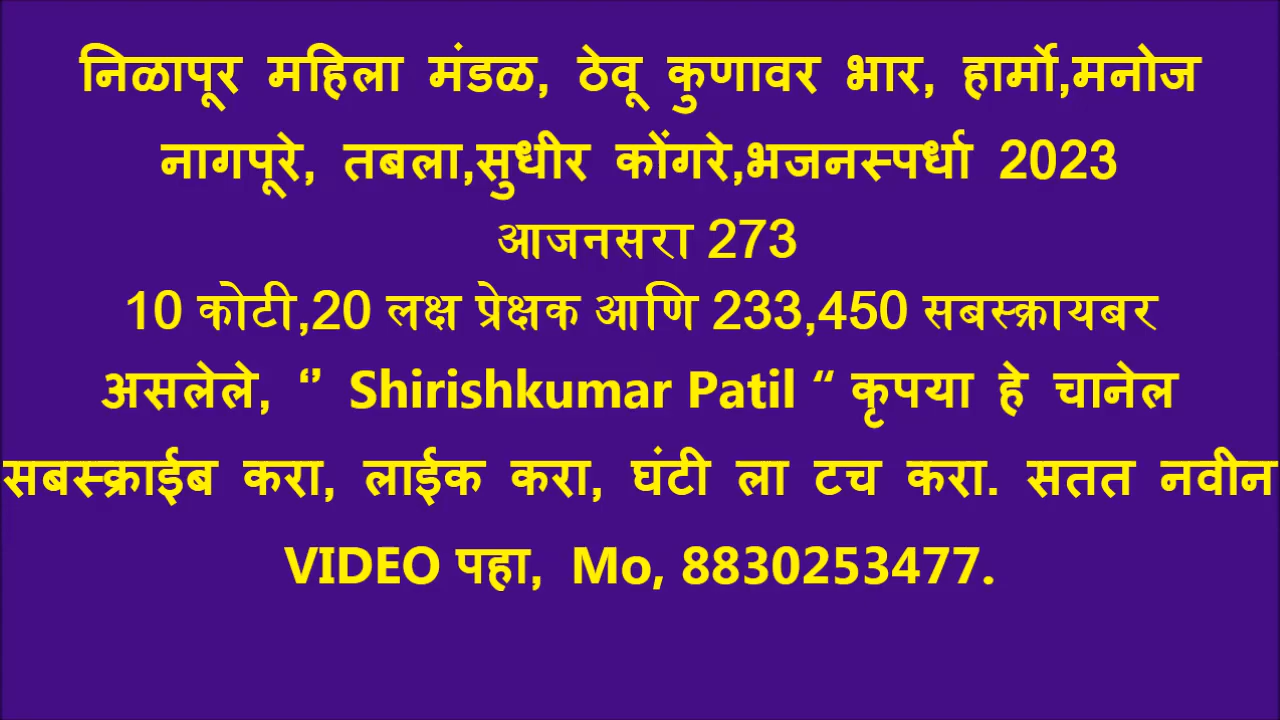 निळापूर महिला मंडळ, ठेवू कुणावर भार, हार्मो,मनोज
नागपूरे, तबला,सुधीर कोंगरे,भजनस्पर्धा 2023
आजनसरा 273
10 कोटी,20 लक्ष प्रेक्षक आणि 233,450 सबस्क्रायबर
असलेले, ‘’ Shirishkumar Patil “ कृपया हे चानेल
सबस्क्राईब करा, लाईक करा, घंटी ला टच करा. सतत नवीन
VIDEO पहा, Mo, 8830253477.